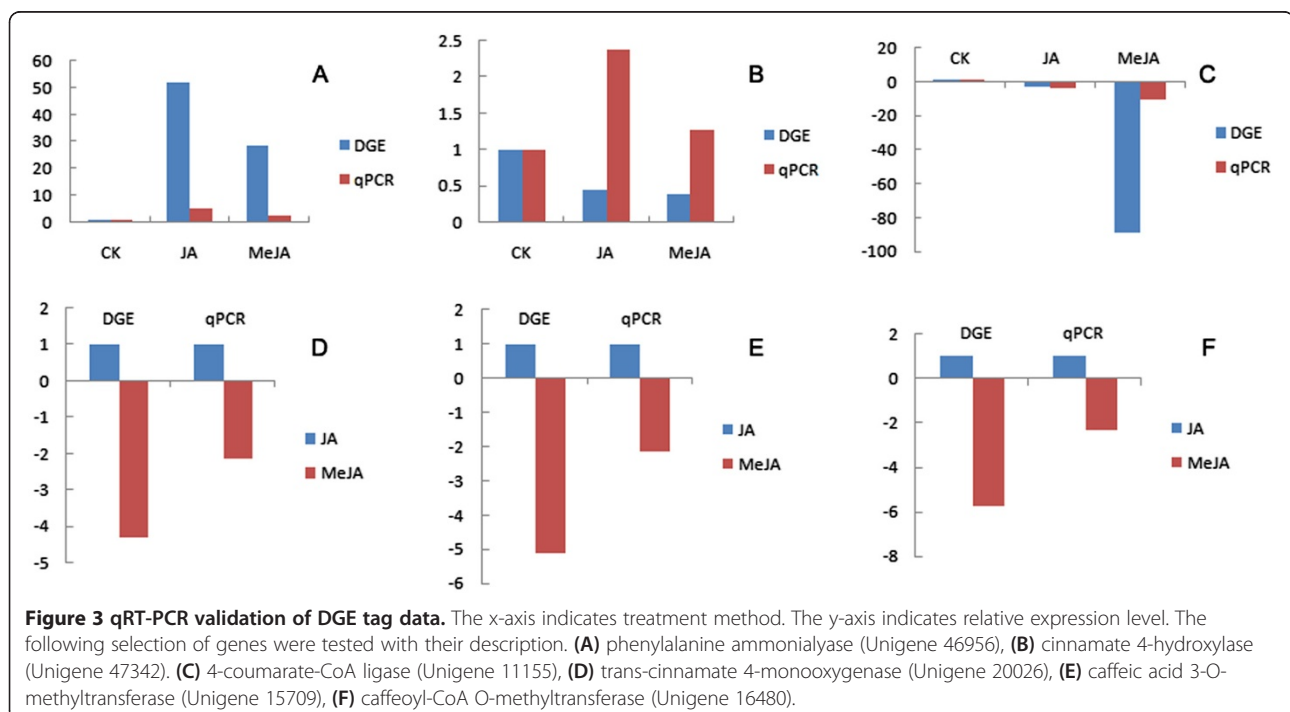 60
50
40
30
20
10
0
A
DGE
qPCR
CK JA MeJA
2.5
2
1.5
1
0.5
0
B
DGE
qPCR
CK JA MeJA
20
0
-20
-40
-60
-80
-100
CK JA MeJA
C
DGE
qPCR
2
1
0
-1
-2
-3
-4
-5
DGE qPCR
D
JA
MeJA
2
1
0
-1
-2
-3
-4
-5
-6
DGE qPCR
E
JA
MeJA
2
0
-2
-4
-6
-8
DGE qPCR
F
JA
MeJA
Figure 3 qRT-PCR validation of DGE tag data. The x-axis indicates treatment method. The y-axis indicates relative expression level. The
following selection of genes were tested with their description. (A) phenylalanine ammonialyase (Unigene 46956), (B) cinnamate 4-hydroxylase
(Unigene 47342). (C) 4-coumarate-CoA ligase (Unigene 11155), (D) trans-cinnamate 4-monooxygenase (Unigene 20026), (E) caffeic acid 3-O-
methyltransferase (Unigene 15709), (F) caffeoyl-CoA O-methyltransferase (Unigene 16480).